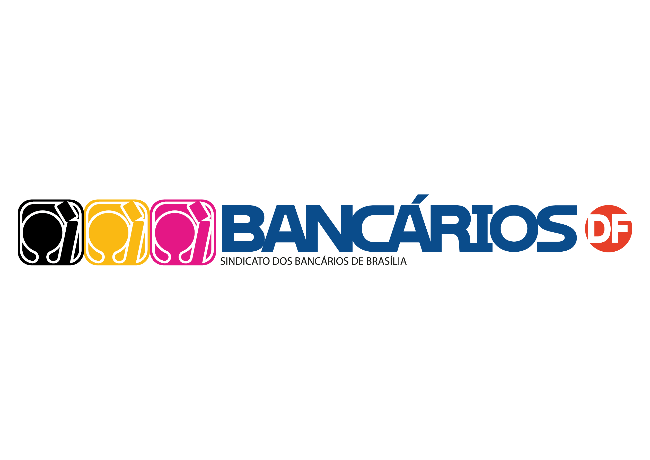 BANCÁRIOS DF
SINDICATO DOS BANCÁRIOS DE BRASÍLIA